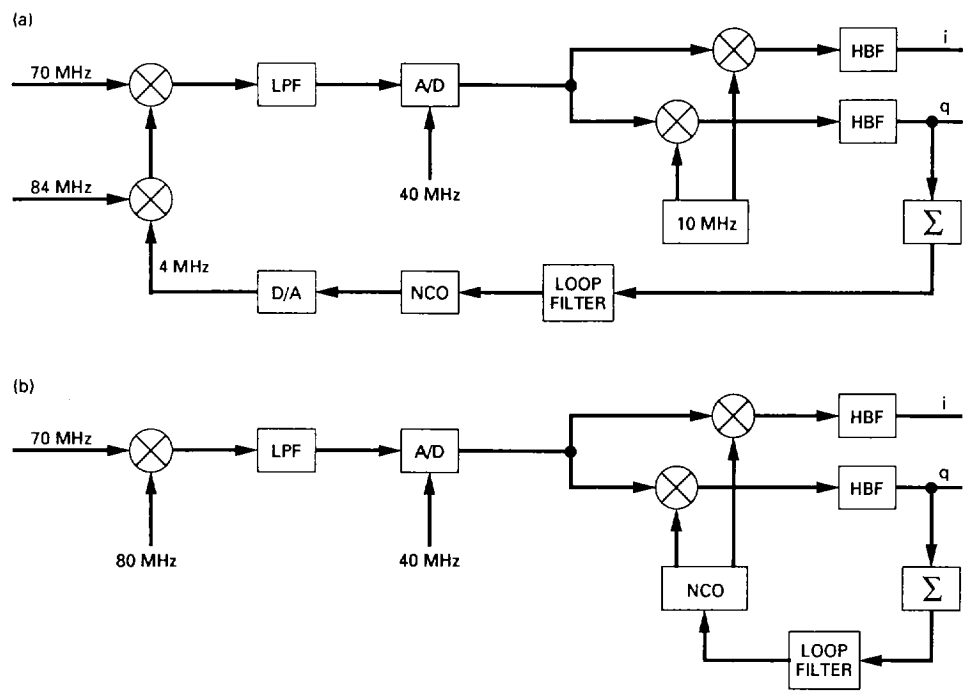 (a)
70 MHz
LPF
A/D
HBF
i
HBF
q
84 MHz
40 MHz
10 MHz
Σ
4 MHz
D/A
NCO
LOOP
FILTER
(b)
70 MHz
LPF
A/D
HBF
i
HBF
q
80 MHz
40 MHz
NCO
Σ
LOOP
FILTER